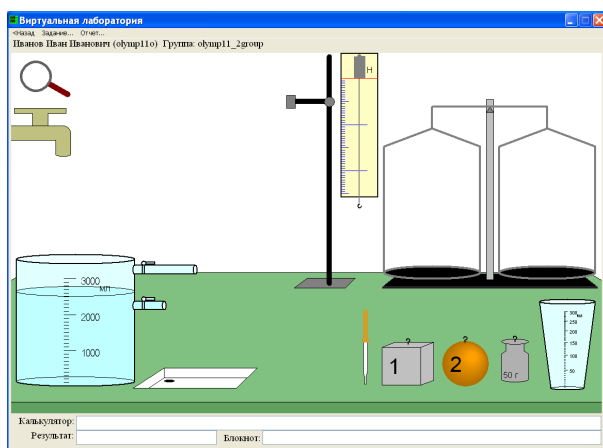 Виртуальная лаборатория
<Назад Задание... Отчет...
Иванов Иван Иванович (olymp11o) Группа: olymp11_2group
Н
3000
мл
2000
1000
1
2
50 г
300 мл
250
200
150
100
50
Калькулятор:
Результат:
Блокнот: